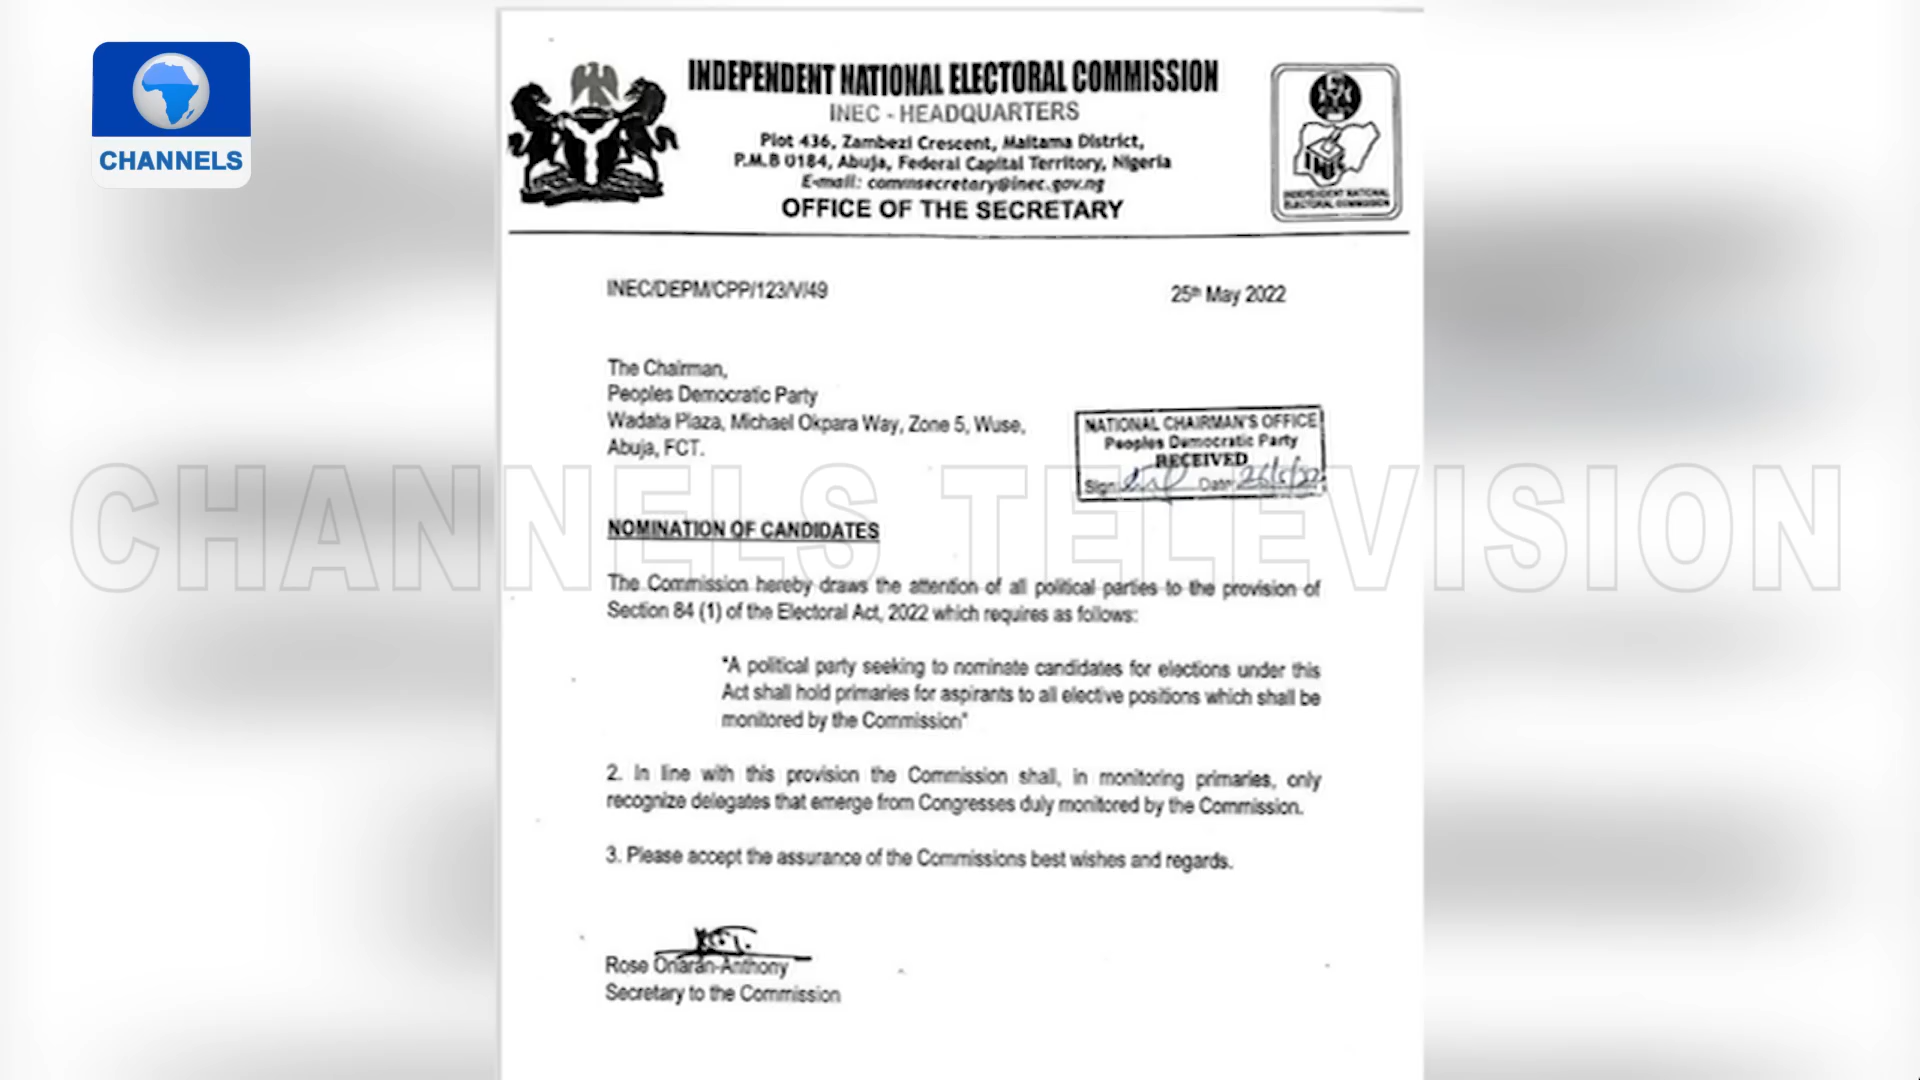 CHANNELS
INDEPENDENT NATIONAL ELECTORAL COMMISSION
INEC - HEADQUARTERS
Plot 436, Zambezi Crescent, Maitama District,
P.M.B 0184, Abuja, Federal Capital Territory, Nigeria
E-mail: commsecretary@inec.gov.ng
OFFICE OF THE SECRETARY
INEC
INDEPENDENT NATIONAL
ELECTORAL COMMISSION
INEC/DEPM/CPP/123/V/49
25th May 2022
The Chairman,
Peoples Democratic Party
Wadata Plaza, Michael Okpara Way, Zone 5, Wuse,
Abuja, FCT.
NATIONAL CHAIRMAN'S OFFICE
Peoples Democratic Party
RECEIVED
Sign Date
CHANNELS TELEVISION
NOMINATION OF CANDIDATES
The Commission hereby draws the attention of all political parties to the provision of
Section 84 (1) of the Electoral Act, 2022 which requires as follows:
"A political party seeking to nominate candidates for elections under this
Act shall hold primaries for aspirants to all elective positions which shall be
monitored by the Commission"
2. In line with this provision the Commission shall, in monitoring primaries, only
recognize delegates that emerge from Congresses duly monitored by the Commission.
3. Please accept the assurance of the Commissions best wishes and regards.
Rose Oriaran-Anthony
Secretary to the Commission